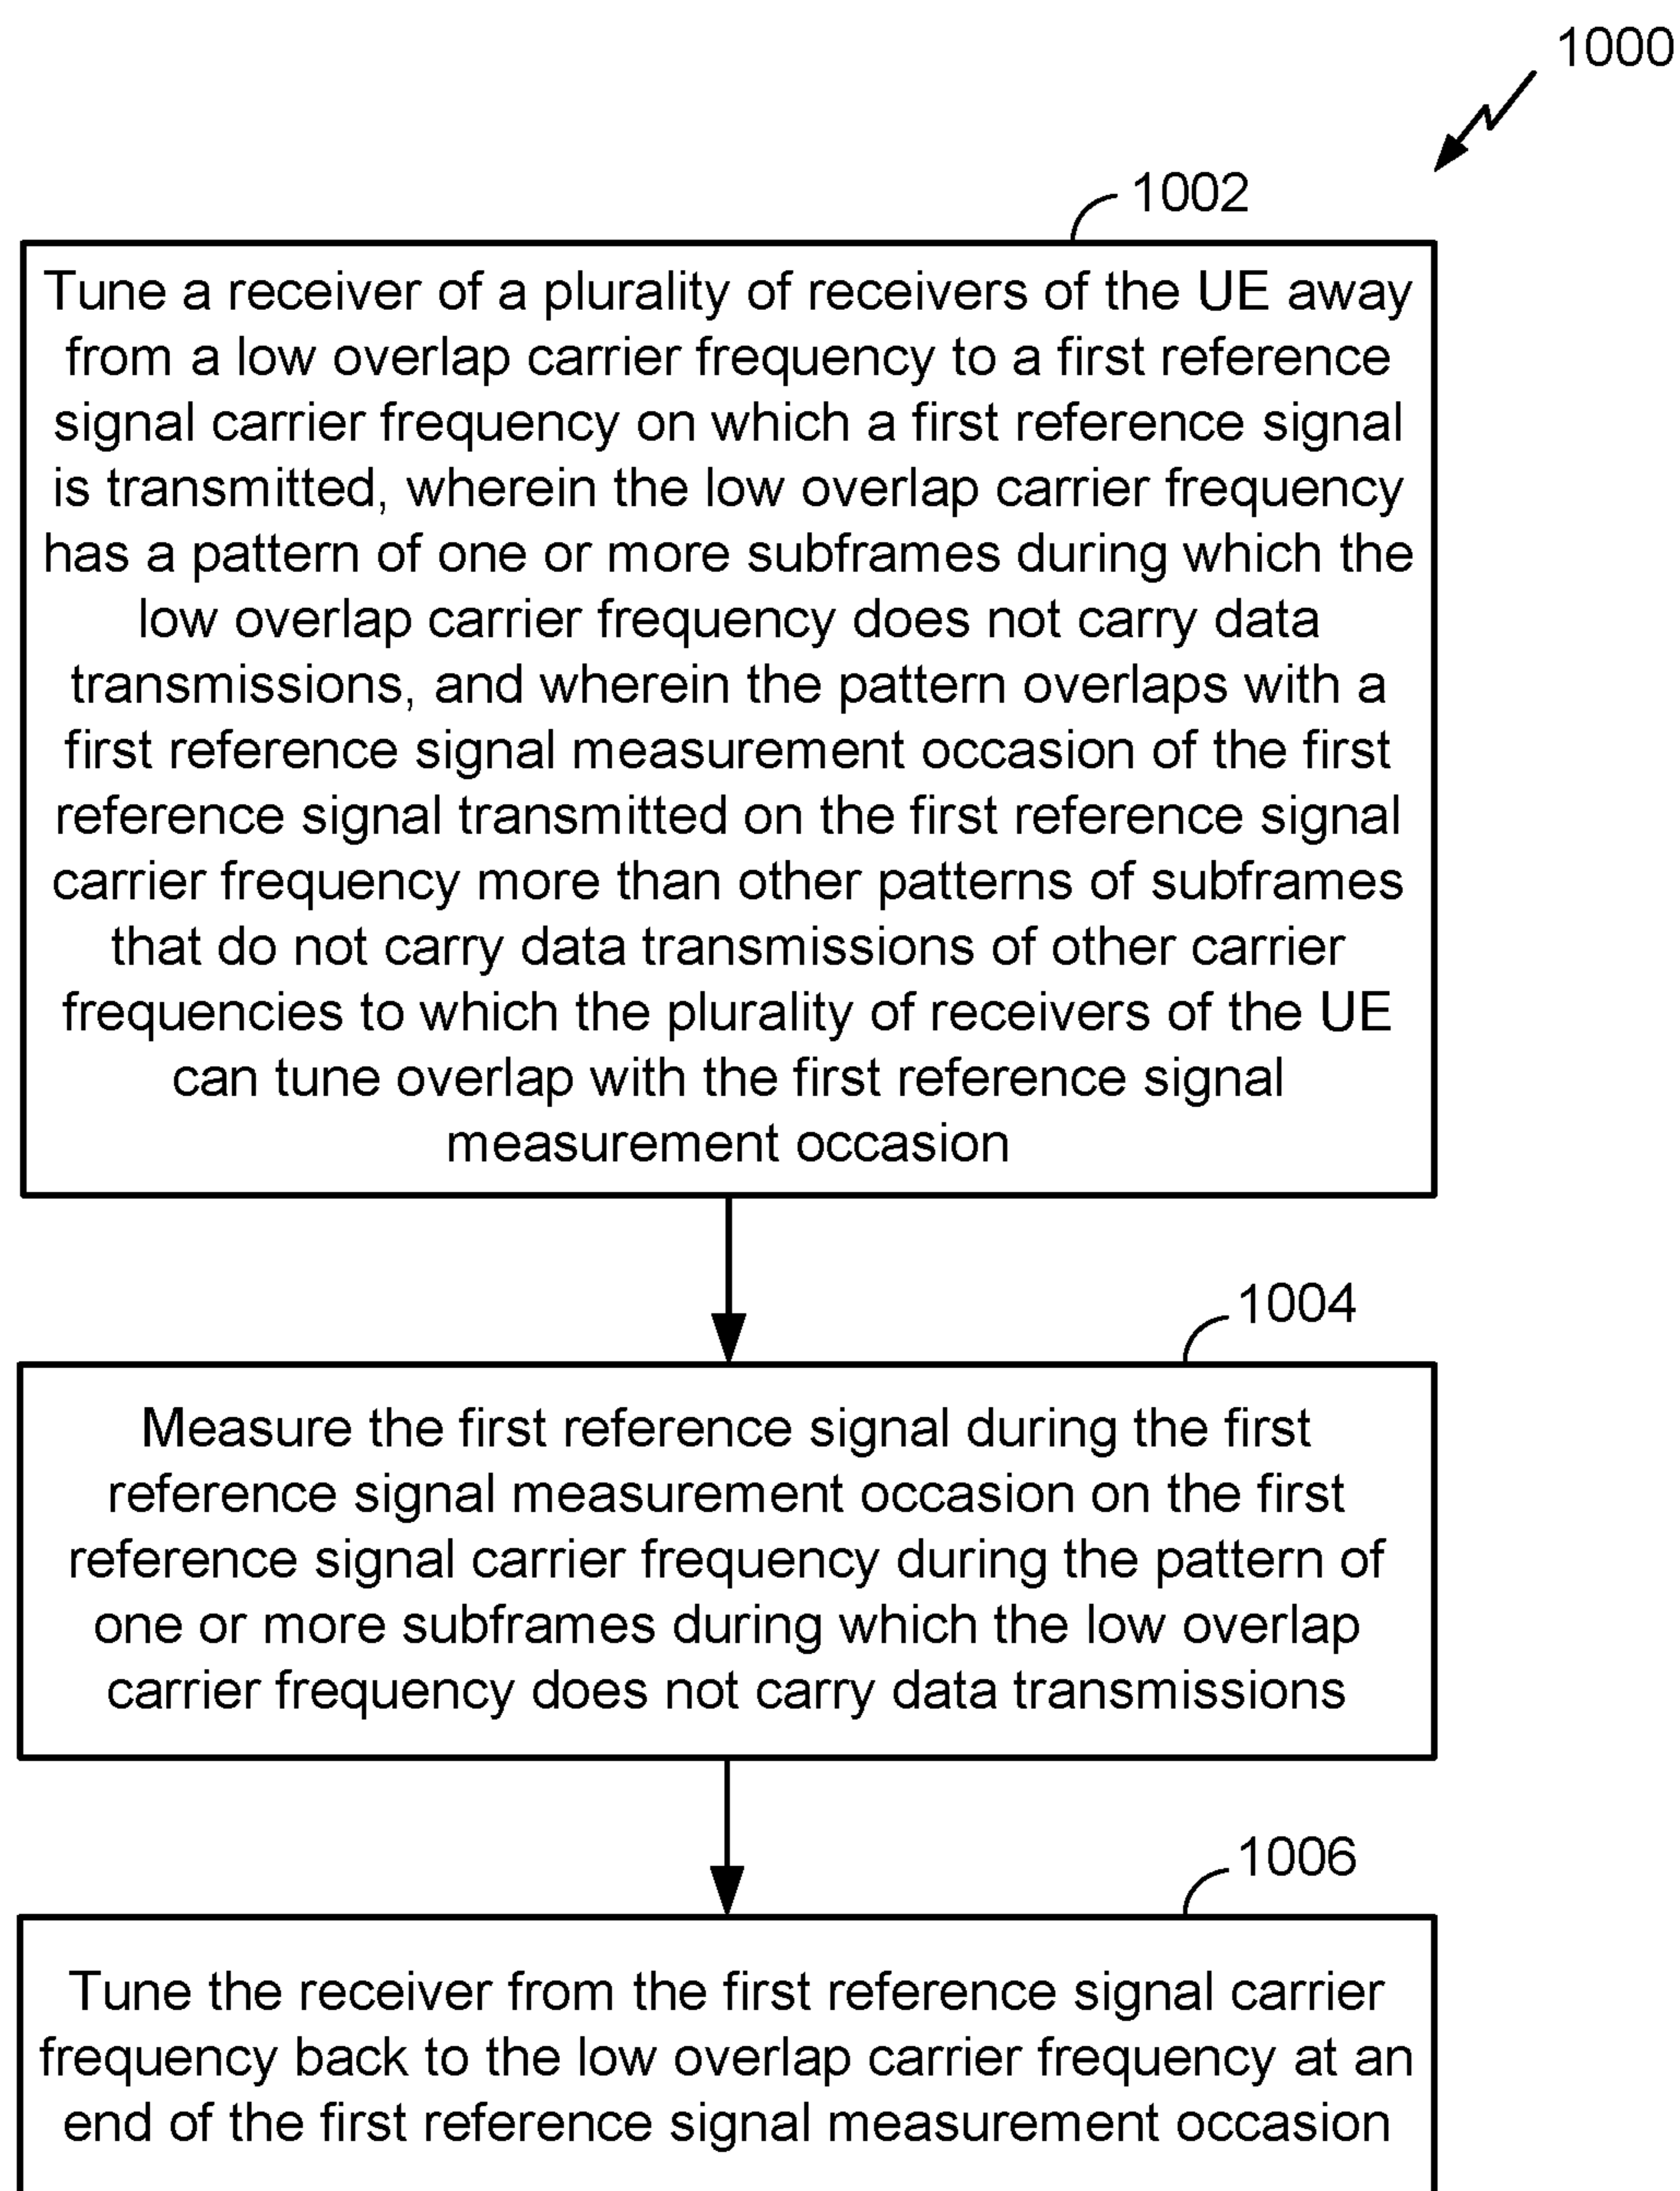 1000
1002
Tune a receiver of a plurality of receivers of the UE away
from a low overlap carrier frequency to a first reference
signal carrier frequency on which a first reference signal
is transmitted, wherein the low overlap carrier frequency
has a pattern of one or more subframes during which the
low overlap carrier frequency does not carry data
transmissions, and wherein the pattern overlaps with a
first reference signal measurement occasion of the first
reference signal transmitted on the first reference signal
carrier frequency more than other patterns of subframes
that do not carry data transmissions of other carrier
frequencies to which the plurality of receivers of the UE
can tune overlap with the first reference signal
measurement occasion
1004
Measure the first reference signal during the first
reference signal measurement occasion on the first
reference signal carrier frequency during the pattern of
one or more subframes during which the low overlap
carrier frequency does not carry data transmissions
1006
Tune the receiver from the first reference signal carrier
frequency back to the low overlap carrier frequency at an
end of the first reference signal measurement occasion